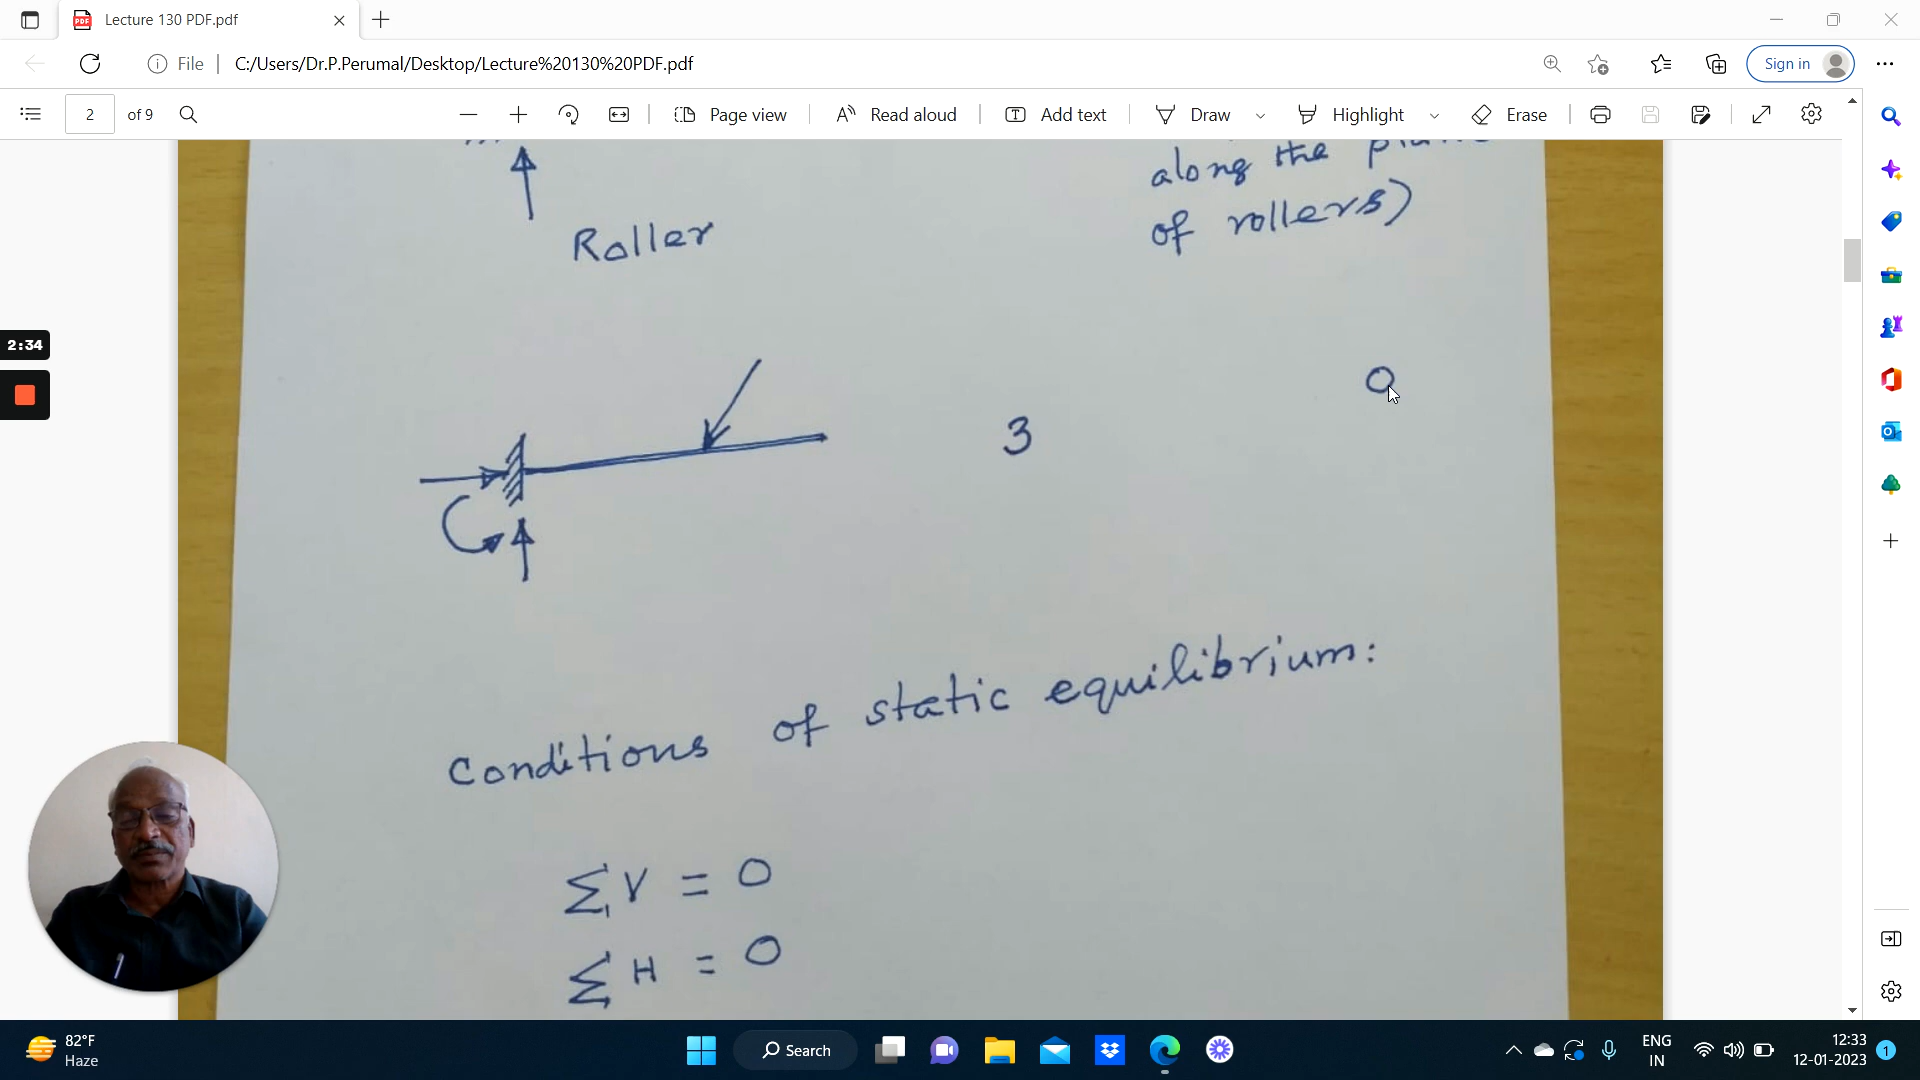 Lecture 130 PDF.pdf
File
C:/Users/Dr.P.Perumal/Desktop/Lecture%20130%20PDF.pdf
Sign in
2 of 9
Page view
Read aloud
Add text
Draw
Highlight
Erase
along the
of rollers)
Roller
2:34
3
0
Conditions of static equilibrium:
∑V = 0
∑H = 0
82°F
Haze
Search
ENG
IN
12:33
12-01-2023
1